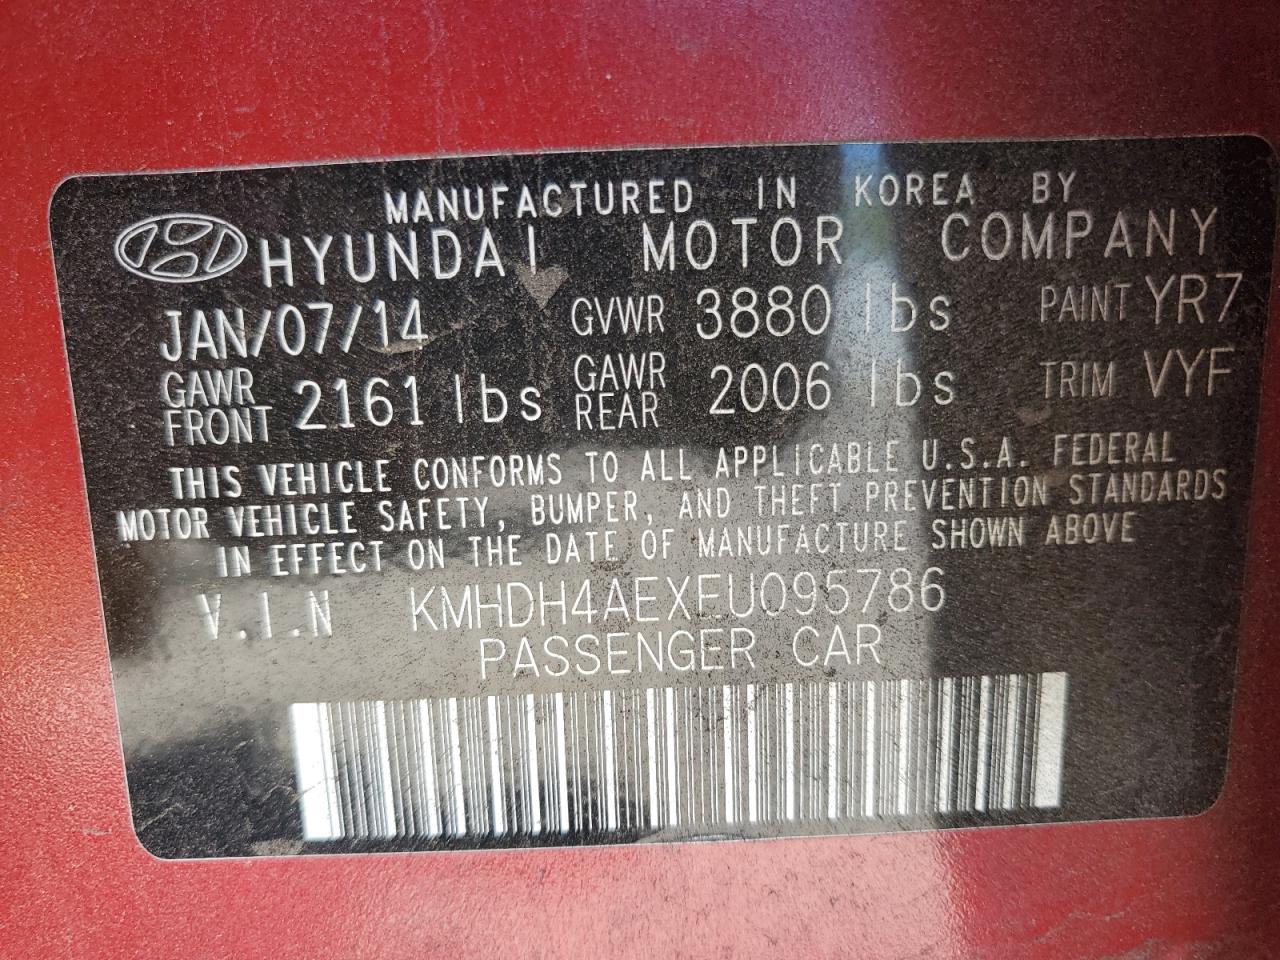 MANUFACTURED IN KOREA BY
HYUNDAI MOTOR COMPANY
JAN/07/14 GVWR 3880 lbs PAINT YR7
GAWR FRONT 2161 lbs GAWR REAR 2006 lbs TRIM VYF
THIS VEHICLE CONFORMS TO ALL APPLICABLE U.S.A. FEDERAL
MOTOR VEHICLE SAFETY, BUMPER, AND THEFT PREVENTION STANDARDS
IN EFFECT ON THE DATE OF MANUFACTURE SHOWN ABOVE
V.I.N KMHDH4AEXEU095786
PASSENGER CAR